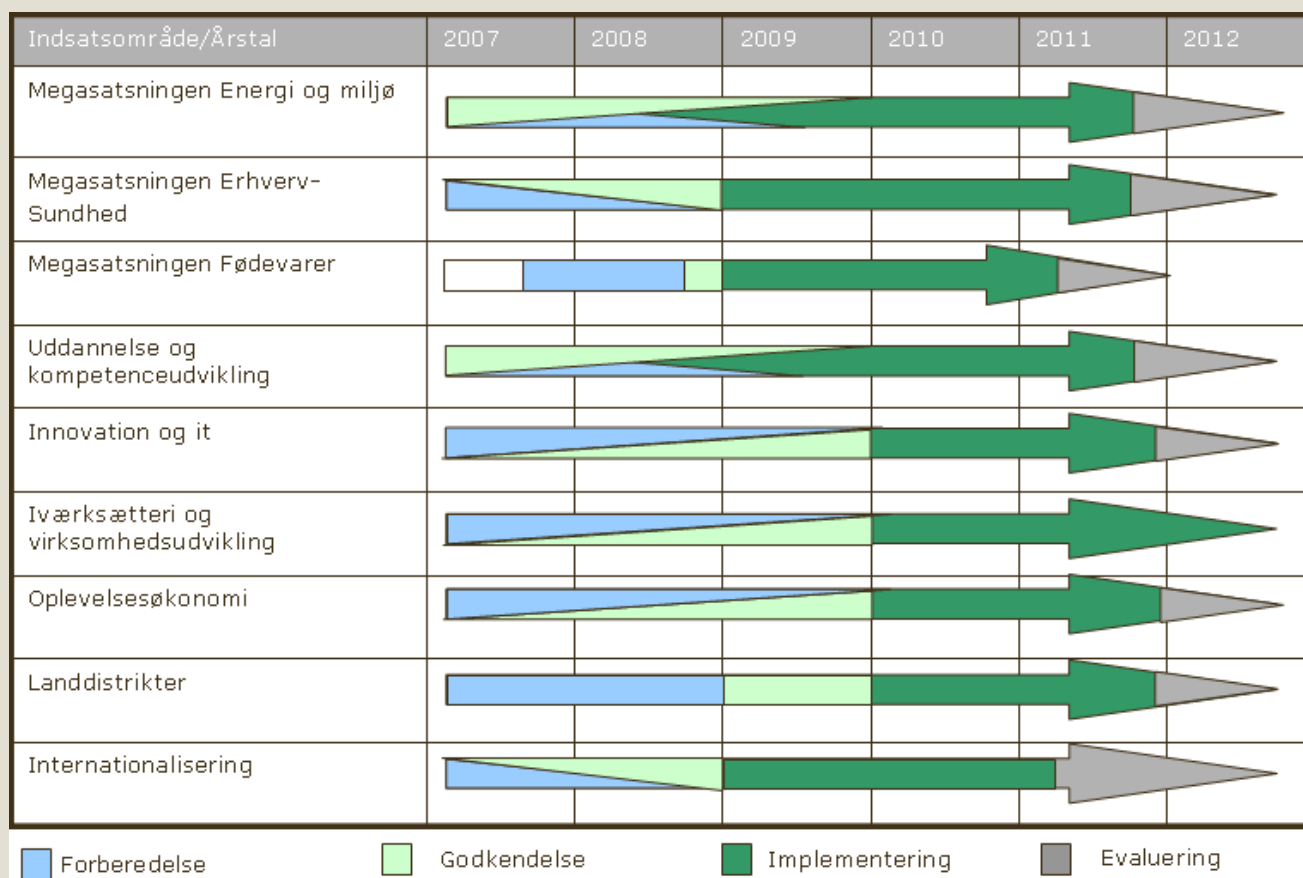 Indsatsområde/Årstal 2007 2008 2009 2010 2011 2012
Megasatsningen Energi og miljø
Megasatsningen Erhverv-
Sundhed
Megasatsningen Fødevarer
Uddannelse og
kompetenceudvikling
Innovation og it
Iværksætteri og
virksomhedsudvikling
Oplevelsesøkonomi
Landdistrikter
Internationalisering
Forberedelse Godkendelse Implementering Evaluering